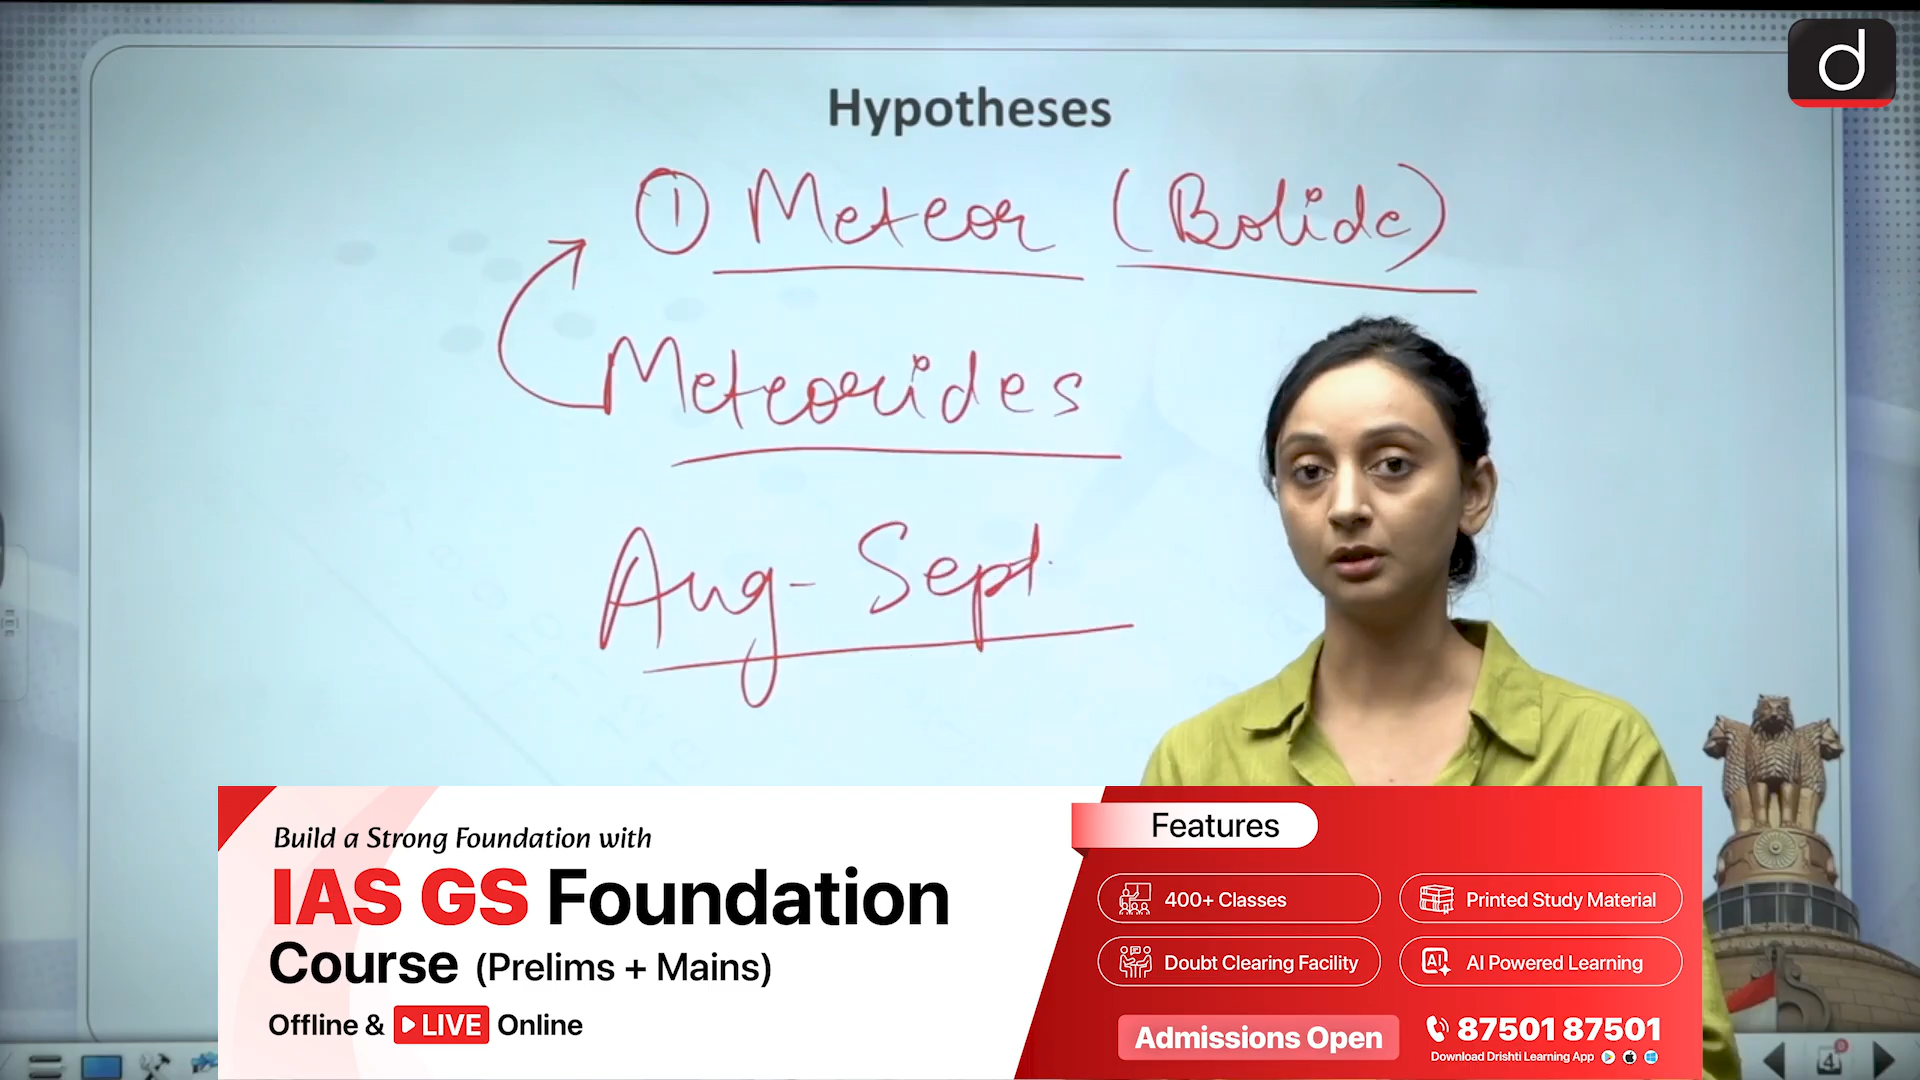 d
Hypotheses
① Meteor (Bolide)
Meteorides
Aug-Sept.
Build a Strong Foundation with
IAS GS Foundation
Course (Prelims + Mains)
Offline & LIVE Online
Features
400+ Classes
Printed Study Material
Doubt Clearing Facility
AI
AI Powered Learning
Admissions Open
87501 87501
Download Drishti Learning App
4